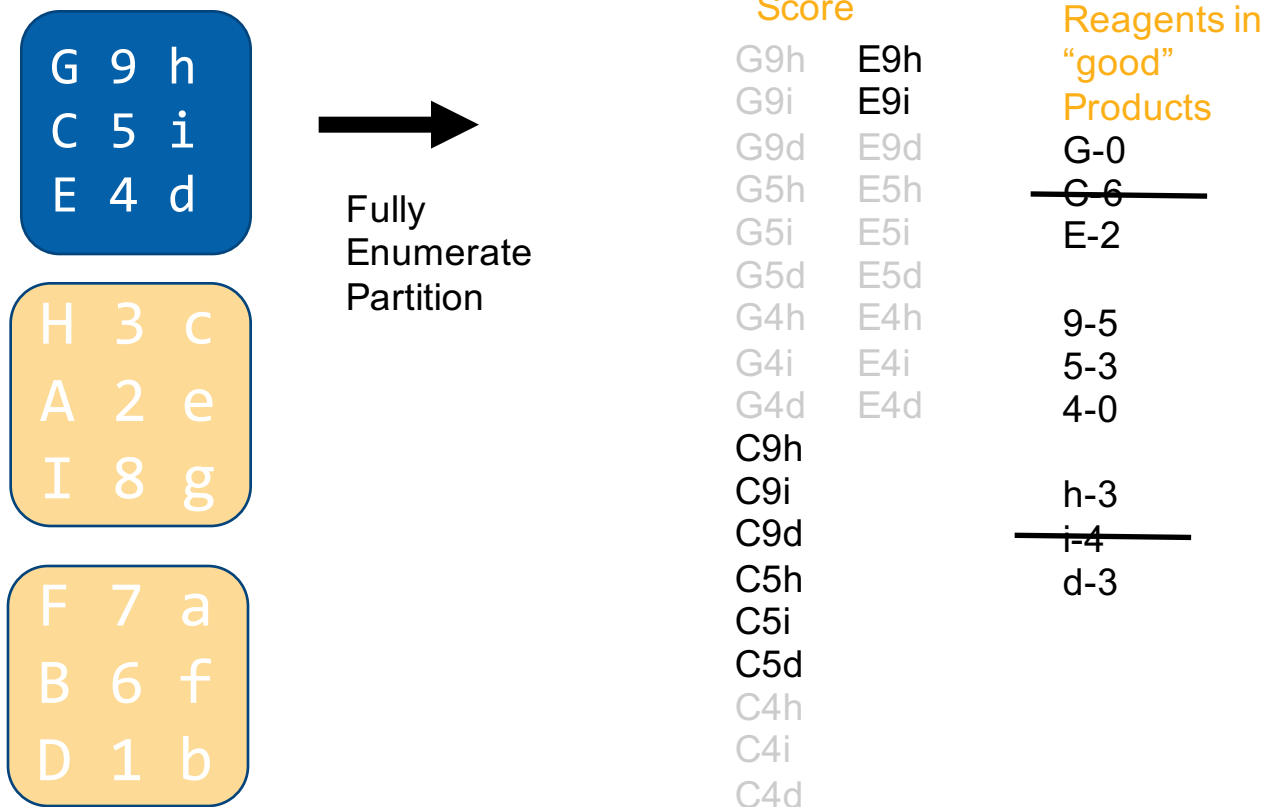 G 9 h
C 5 i
E 4 d
H 3 c
A 2 e
I 8 g
F 7 a
B 6 f
D 1 b
Fully
Enumerate
Partition
Score
G9h E9h
G9i E9i
G9d E9d
G5h E5h
G5i E5i
G5d E5d
G4h E4h
G4i E4i
G4d E4d
C9h
C9i
C9d
C5h
C5i
C5d
C4h
C4i
C4d
Reagents in
“good”
Products
G-0
C-6
E-2
9-5
5-3
4-0
h-3
i-4
d-3